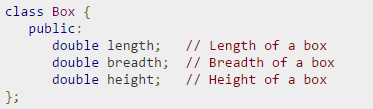 class Box {
   public:
      double length;   // Length of a box
      double breadth;  // Breadth of a box
      double height;   // Height of a box
};